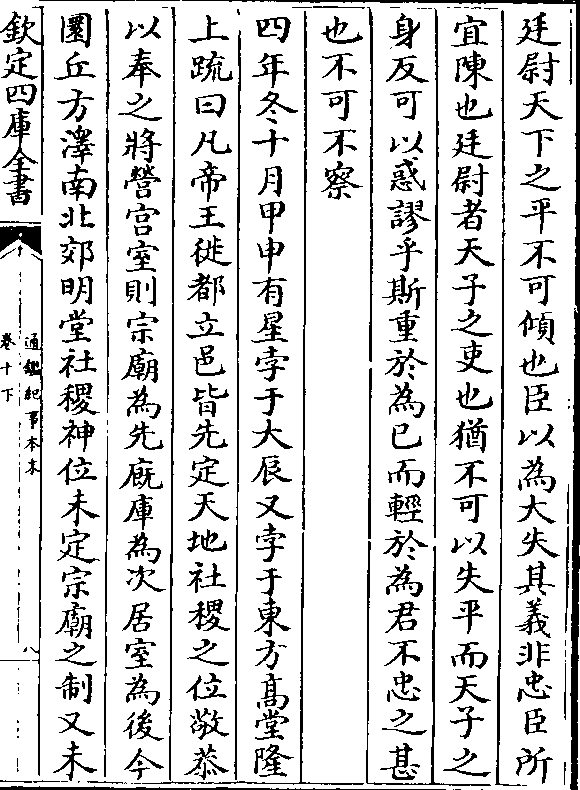 廷尉天下之平不可傾也臣以為大失其義非忠臣所
宜陳也廷尉者天子之吏也猶不可以失平而天子之
身反可以惑謬乎斯重於為已而輕於為君不忠之甚
也不可不察
四年冬十月甲申有星孛于大辰又孛于東方髙堂隆
上䟽曰凡帝王徙都立邑皆先定天地社稷之位敬恭
以奉之將營宫室則宗廟為先廐庫為次居室為後今
圜丘方澤南北郊明堂社稷神位未定宗廟之制又未
欽定四庫全書
通鑑紀事本末
卷十下
八